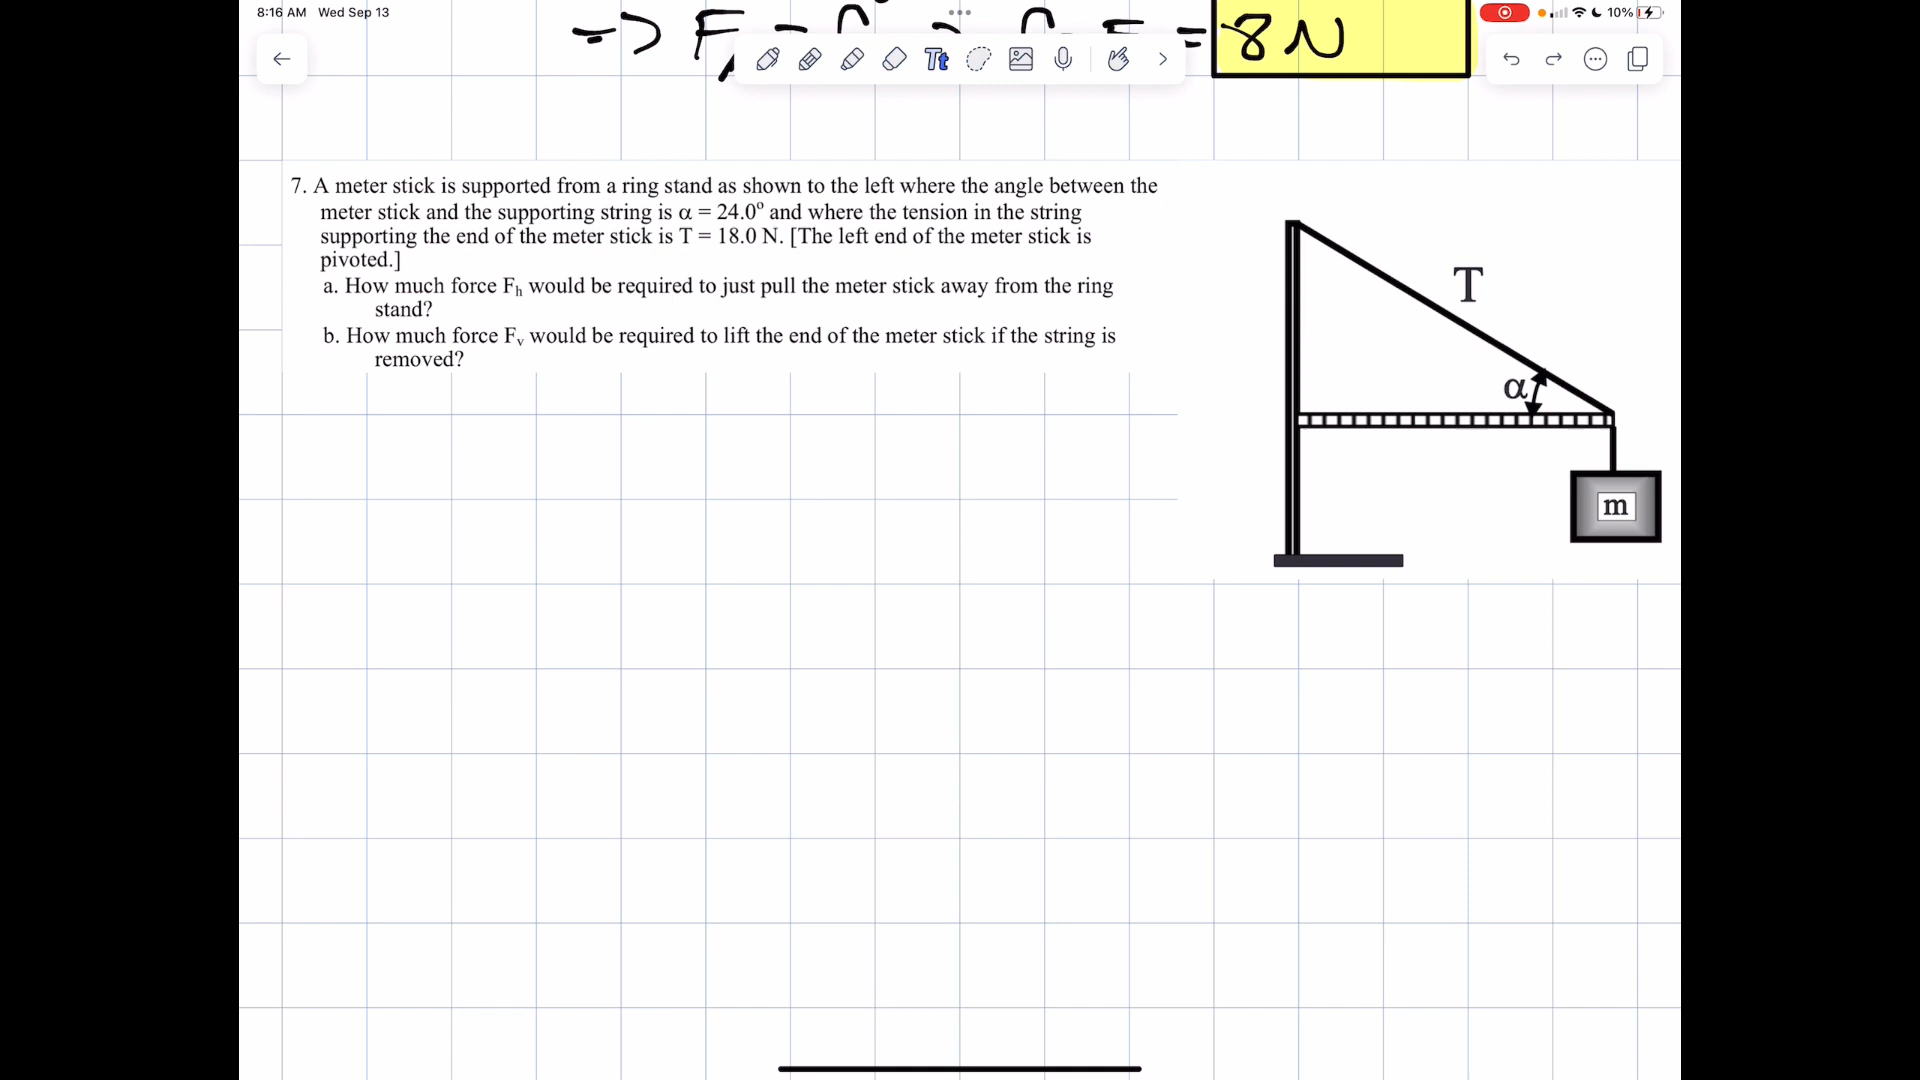 8:16 AM Wed Sep 13
10%
=> F = 8N
Tt
7. A meter stick is supported from a ring stand as shown to the left where the angle between the
meter stick and the supporting string is α = 24.0° and where the tension in the string
supporting the end of the meter stick is T = 18.0 N. [The left end of the meter stick is
pivoted.]
a. How much force Fh would be required to just pull the meter stick away from the ring
stand?
b. How much force Fv would be required to lift the end of the meter stick if the string is
removed?
T
α
m